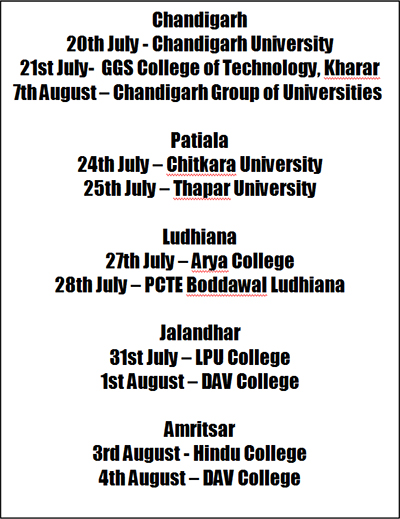 Chandigarh
20th July - Chandigarh University
21st July- GGS College of Technology, Kharar
7th August – Chandigarh Group of Universities
Patiala
24th July – Chitkara University
25th July – Thapar University
Ludhiana
27th July – Arya College
28th July – PCTE Boddawal Ludhiana
Jalandhar
31st July – LPU College
1st August – DAV College
Amritsar
3rd August - Hindu College
4th August – DAV College